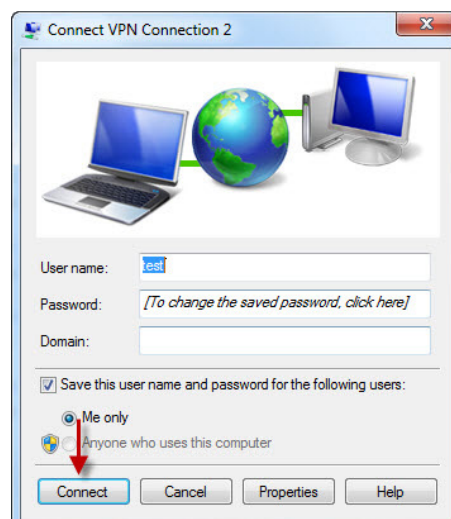 Connect VPN Connection 2
User name: test
Password: [To change the saved password, click here]
Domain:
Save this user name and password for the following users:
Me only
Anyone who uses this computer
Connect Cancel Properties Help